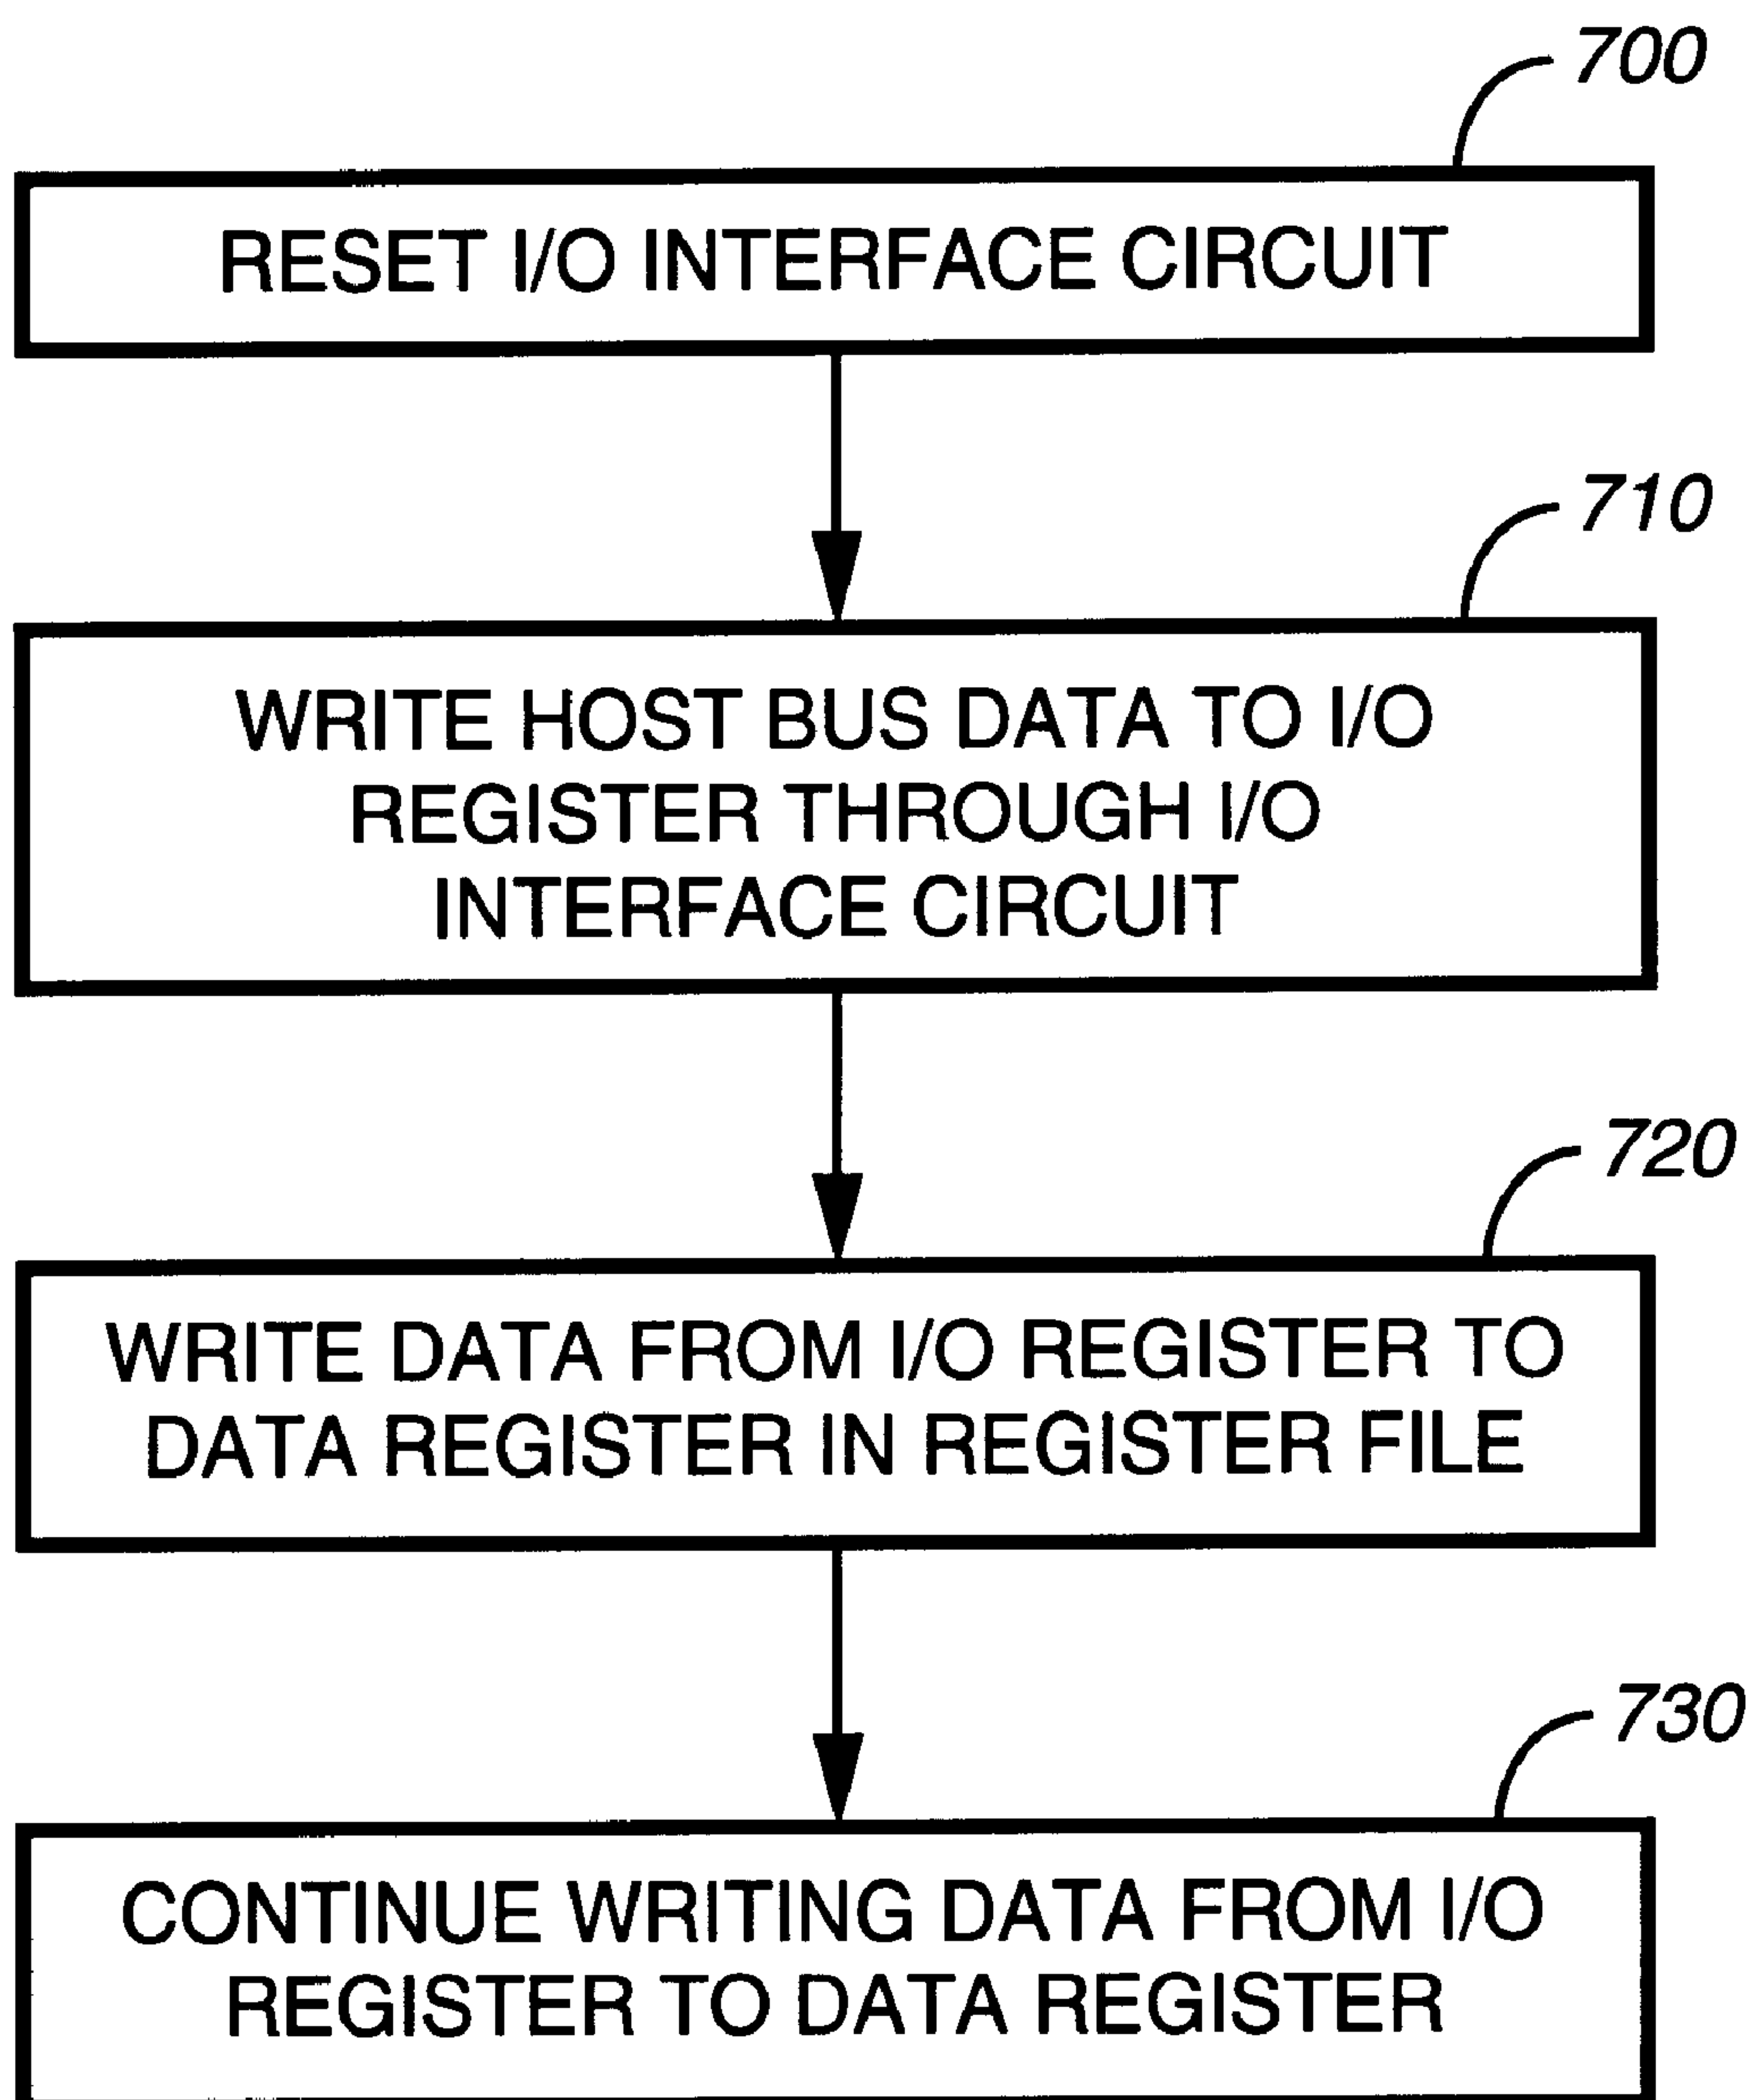 700
RESET I/O INTERFACE CIRCUIT
710
WRITE HOST BUS DATA TO I/O
REGISTER THROUGH I/O
INTERFACE CIRCUIT
720
WRITE DATA FROM I/O REGISTER TO
DATA REGISTER IN REGISTER FILE
730
CONTINUE WRITING DATA FROM I/O
REGISTER TO DATA REGISTER